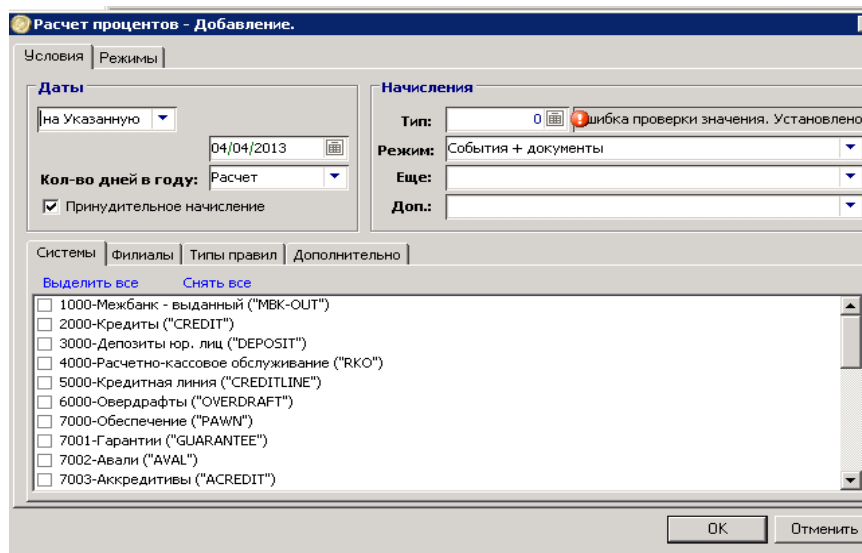 Расчет процентов - Добавление.
Условия Режимы
Даты
на Указанную
04/04/2013
Кол-во дней в году: Расчет
Принудительное начисление
Начисления
Тип: 0 шибка проверки значения. Установлено
Режим: События + документы
Еще:
Доп.:
Системы Филиалы Типы правил Дополнительно
Выделить все Снять все
1000-Межбанк - выданный ("MBK-OUT")
2000-Кредиты ("CREDIT")
3000-Депозиты юр. лиц ("DEPOSIT")
4000-Расчетно-кассовое обслуживание ("RKO")
5000-Кредитная линия ("CREDITLINE")
6000-Овердрафты ("OVERDRAFT")
7000-Обеспечение ("PAWN")
7001-Гарантии ("GUARANTEE")
7002-Авали ("AVAL")
7003-Аккредитивы ("ACREDIT")
OK Отменить